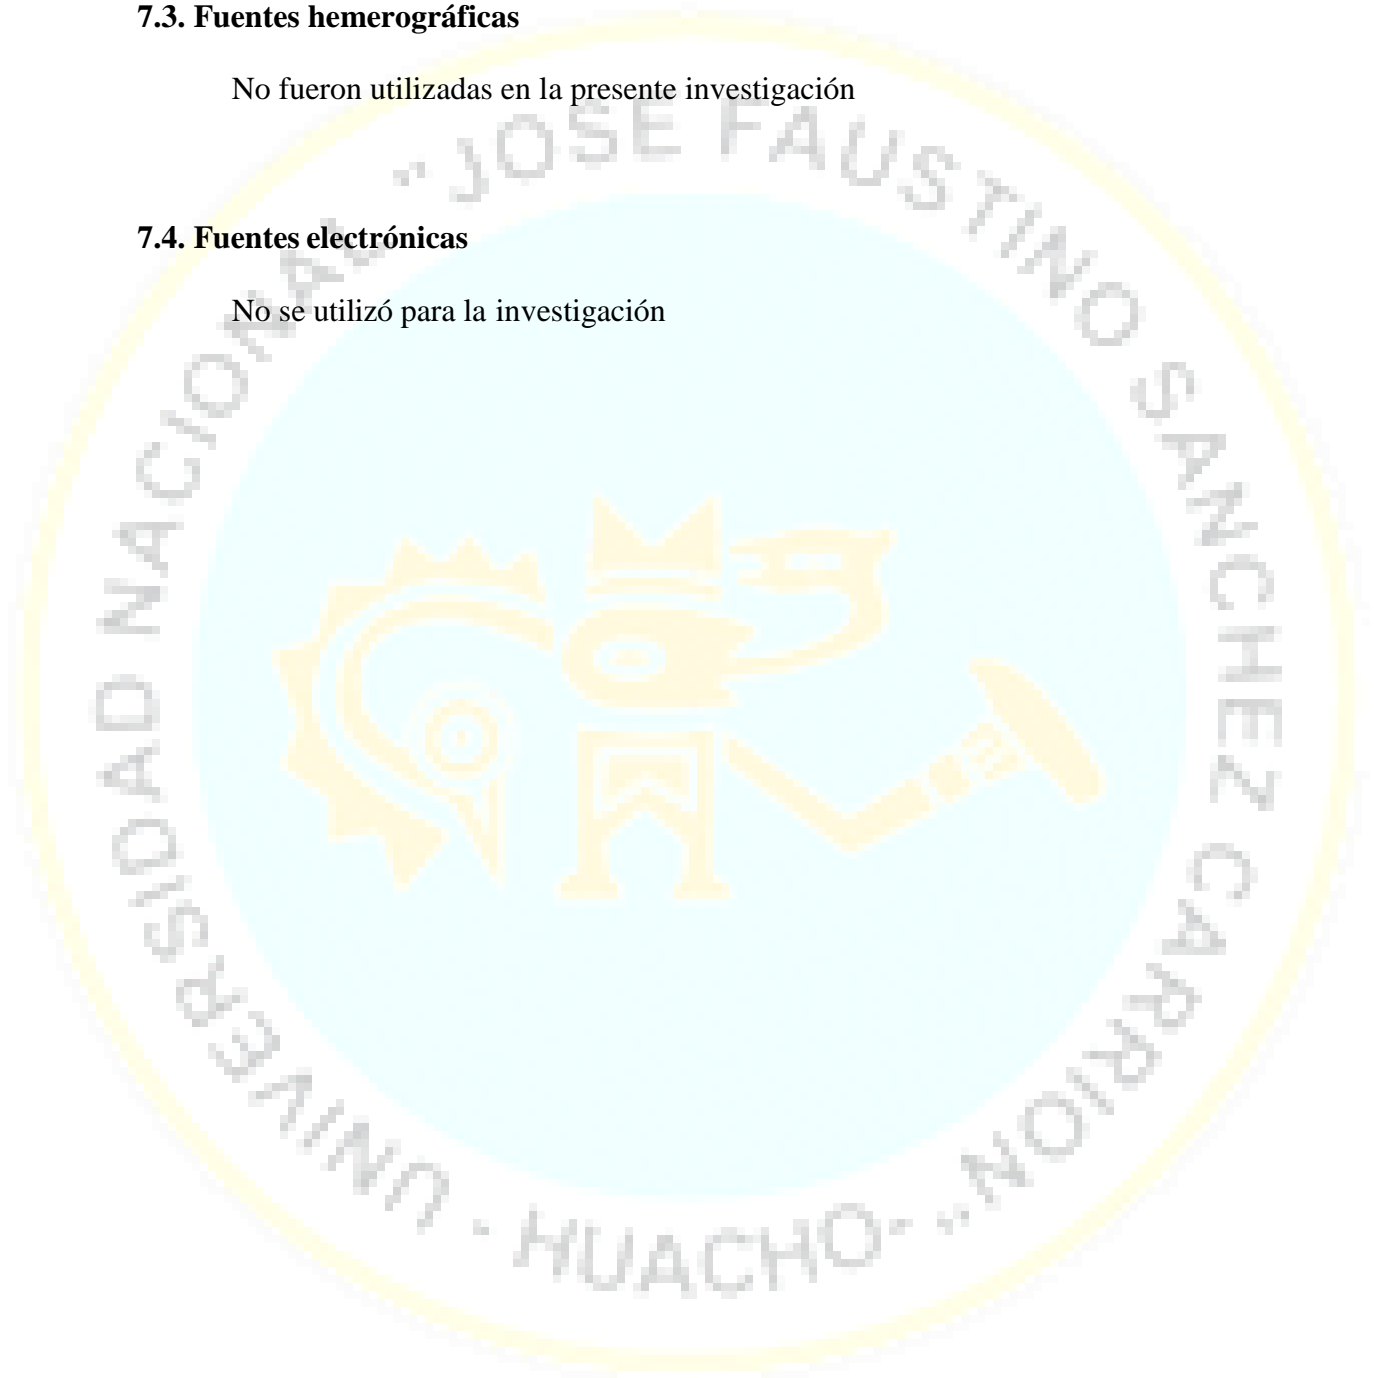 7.3. Fuentes hemerográficas
No fueron utilizadas en la presente investigación
7.4. Fuentes electrónicas
No se utilizó para la investigación
UNIVERSIDAD NACIONAL "JOSE FAUSTINO SANCHEZ CARRION"
- HUACHO-